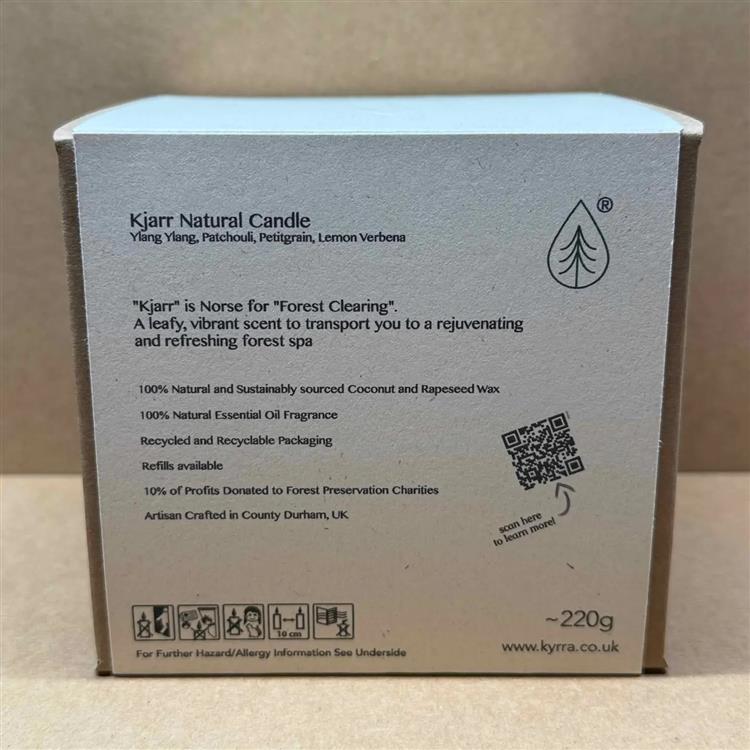 Kjarr Natural Candle
Ylang Ylang, Patchouli, Petitgrain, Lemon Verbena
®
"Kjarr" is Norse for "Forest Clearing".
A leafy, vibrant scent to transport you to a rejuvenating
and refreshing forest spa
100% Natural and Sustainably sourced Coconut and Rapeseed Wax
100% Natural Essential Oil Fragrance
Recycled and Recyclable Packaging
Refills available
10% of Profits Donated to Forest Preservation Charities
Artisan Crafted in County Durham, UK
scan here
to learn more!
10 cm
For Further Hazard/Allergy Information See Underside
~220g
www.kyrra.co.uk